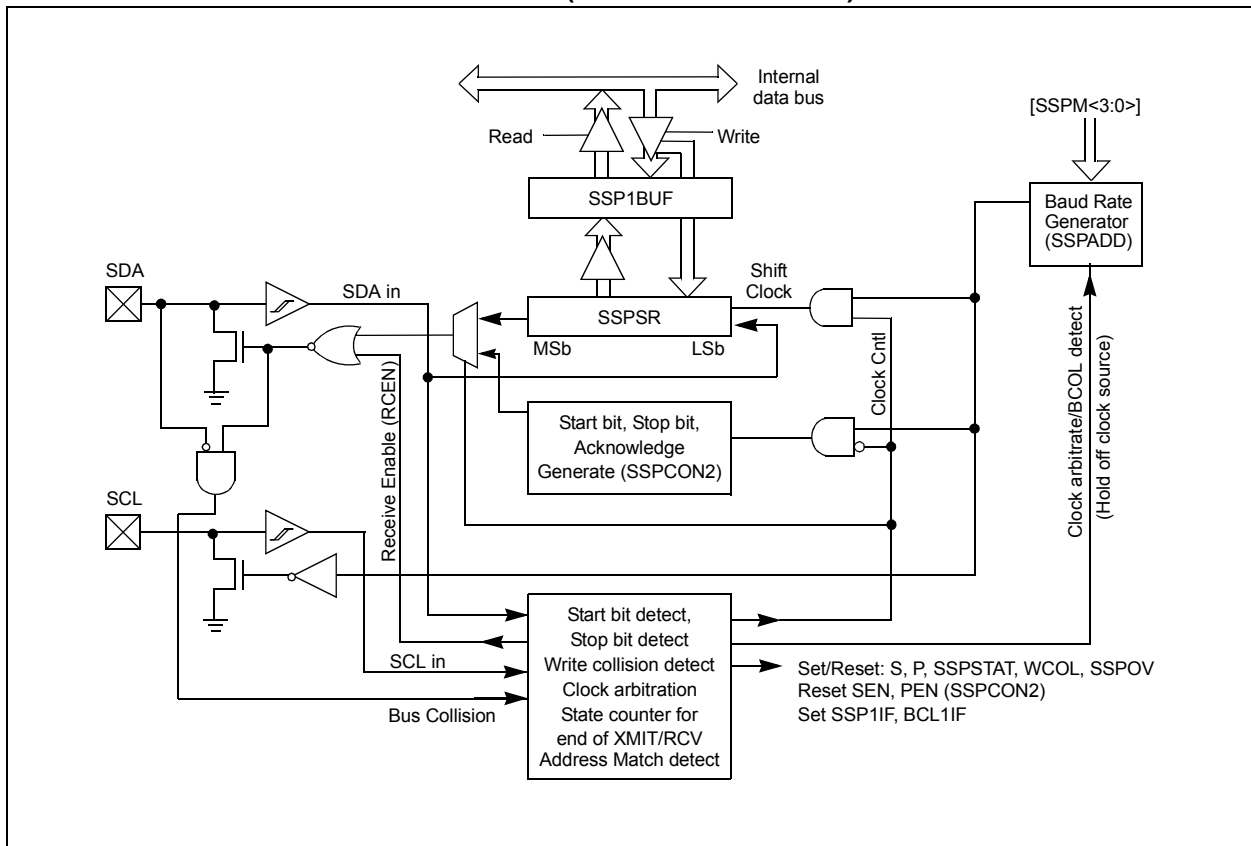 Internal
data bus
[SSPM<3:0>]
Read
Write
SSP1BUF
Baud Rate
Generator
(SSPADD)
SDA
SDA in
Shift
Clock
SSPSR
MSb
LSb
Clock Cntl
Receive Enable (RCEN)
Start bit, Stop bit,
Acknowledge
Generate (SSPCON2)
Clock arbitrate/BCOL detect
(Hold off clock source)
SCL
SCL in
Bus Collision
Start bit detect,
Stop bit detect
Write collision detect
Clock arbitration
State counter for
end of XMIT/RCV
Address Match detect
Set/Reset: S, P, SSPSTAT, WCOL, SSPOV
Reset SEN, PEN (SSPCON2)
Set SSP1IF, BCL1IF